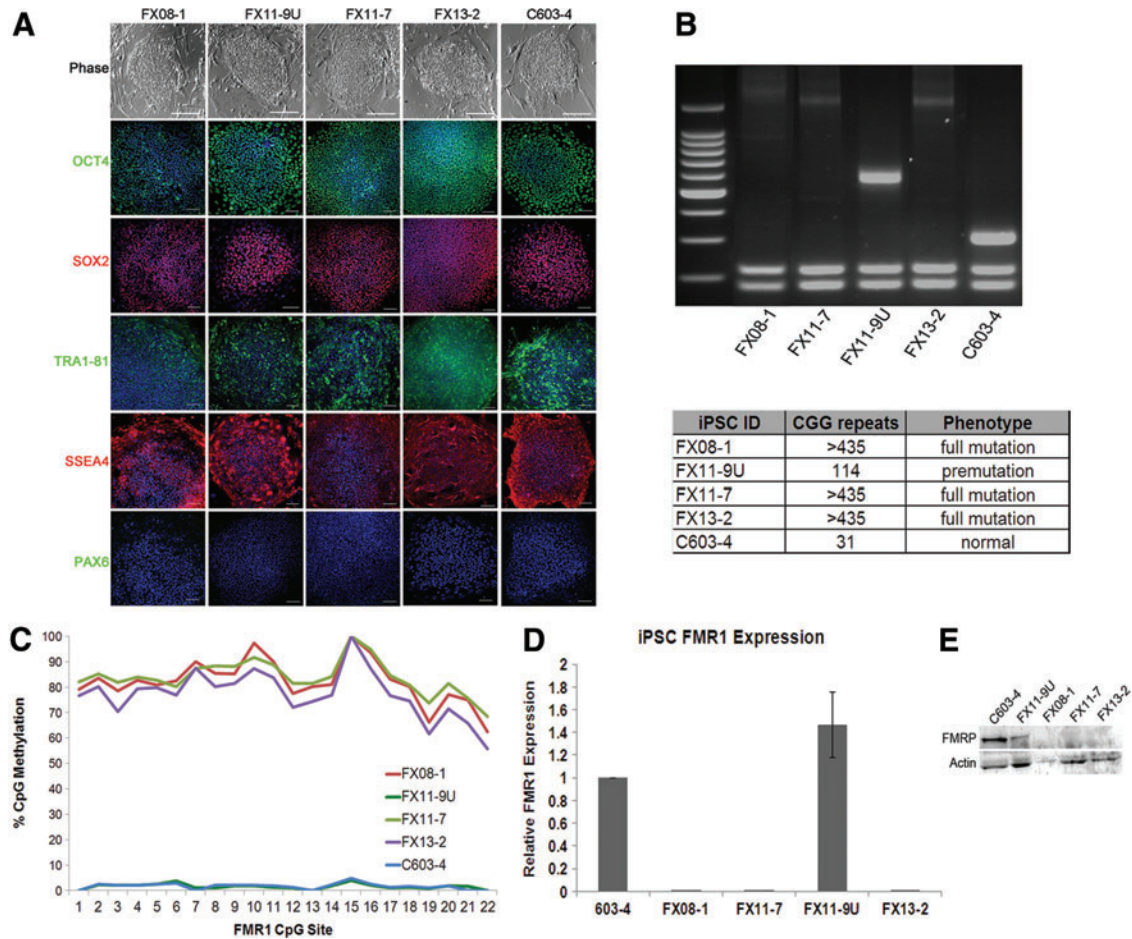 A
FX08-1 FX11-9U FX11-7 FX13-2 C603-4
Phase
OCT4
SOX2
TRA1-81
SSEA4
PAX6
B
FX08-1 FX11-7 FX11-9U FX13-2 C603-4
iPSC ID CGG repeats Phenotype
FX08-1 >435 full mutation
FX11-9U 114 premutation
FX11-7 >435 full mutation
FX13-2 >435 full mutation
C603-4 31 normal
C
% CpG Methylation
100
90
80
70
60
50
40
30
20
10
0
FX08-1
FX11-9U
FX11-7
FX13-2
C603-4
1 2 3 4 5 6 7 8 9 10 11 12 13 14 15 16 17 18 19 20 21 22
FMR1 CpG Site
D
iPSC FMR1 Expression
Relative FMR1 Expression
2
1.8
1.6
1.4
1.2
1
0.8
0.6
0.4
0.2
0
603-4 FX08-1 FX11-7 FX11-9U FX13-2
E
C603-4 FX11-9U FX08-1 FX11-7 FX13-2
FMRP
Actin